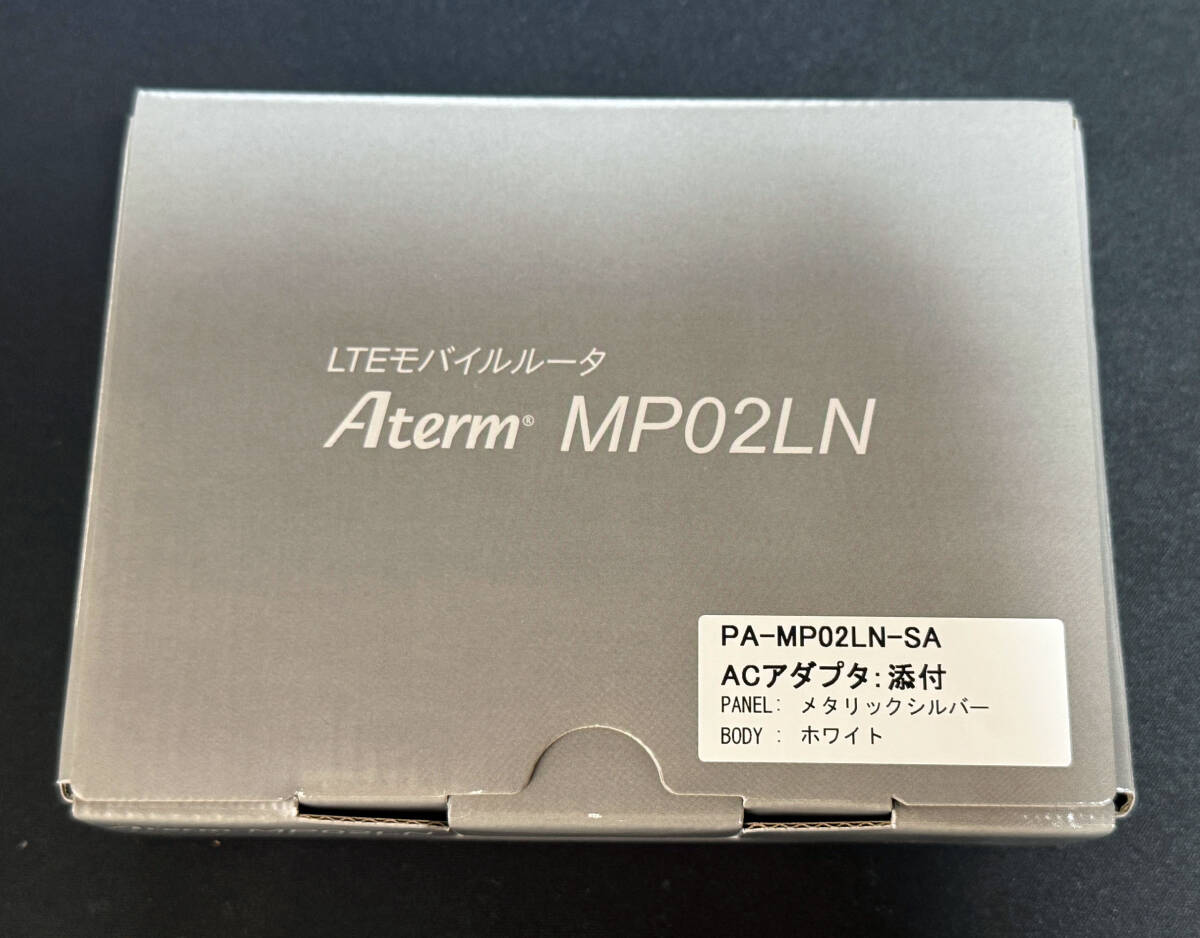 LTEモバイルルータ
Aterm® MP02LN
PA-MP02LN-SA
ACアダプタ:添付
PANEL: メタリックシルバー
BODY : ホワイト
Aterm MP02LN